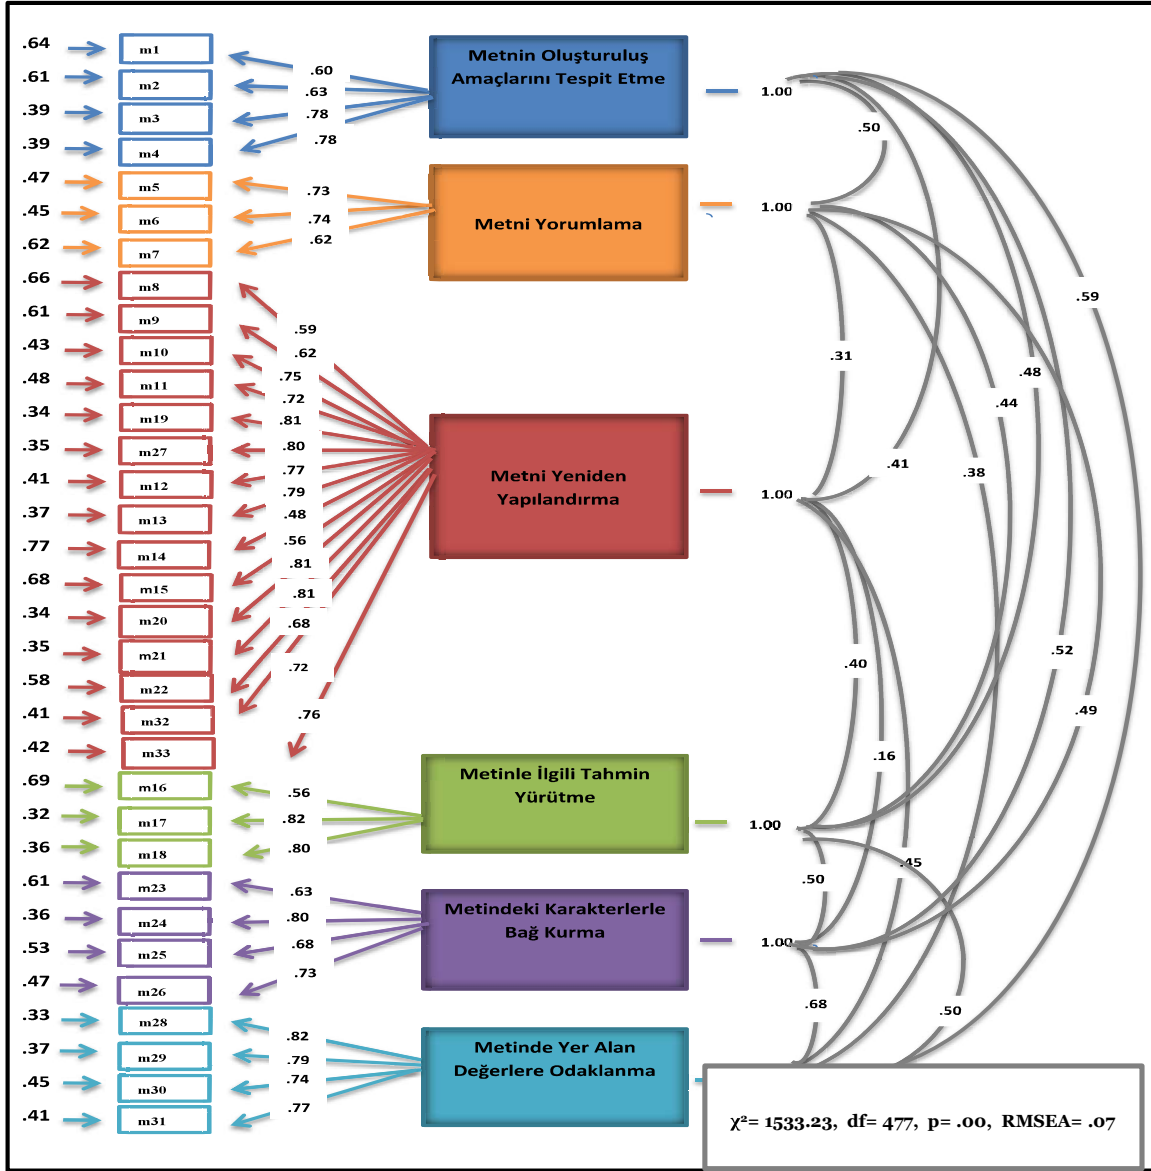 .64
m1
.61
m2
.39
m3
.39
m4
.60
.63
.78
.78
Metnin Oluşturuluş
Amaçlarını Tespit Etme
1.00
.47
m5
.45
m6
.62
m7
.73
.74
.62
Metni Yorumlama
1.00
.66
m8
.61
m9
.43
m10
.48
m11
.34
m19
.35
m27
.41
m12
.37
m13
.77
m14
.68
m15
.34
m20
.35
m21
.58
m22
.41
m32
.42
m33
.59
.62
.75
.72
.81
.80
.77
.79
.48
.56
.81
.81
.68
.72
.76
Metni Yeniden
Yapılandırma
1.00
.69
m16
.32
m17
.36
m18
.56
.82
.80
Metinle İlgili Tahmin
Yürütme
1.00
.61
m23
.36
m24
.53
m25
.47
m26
.63
.80
.68
.73
Metindeki Karakterlerle
Bağ Kurma
1.00
.33
m28
.37
m29
.45
m30
.41
m31
.82
.79
.74
.77
Metinde Yer Alan
Değerlere Odaklanma
.50
.59
.31
.48
.44
.41
.38
.40
.52
.49
.16
.45
.50
.68
.50
χ²= 1533.23, df= 477, p= .00, RMSEA= .07